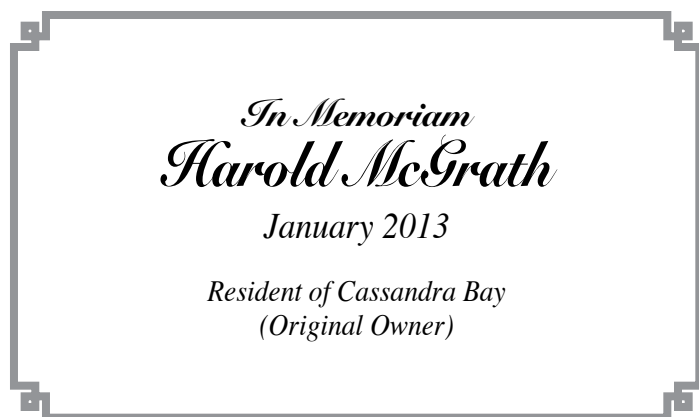 In Memoriam
Harold McGrath
January 2013
Resident of Cassandra Bay
(Original Owner)